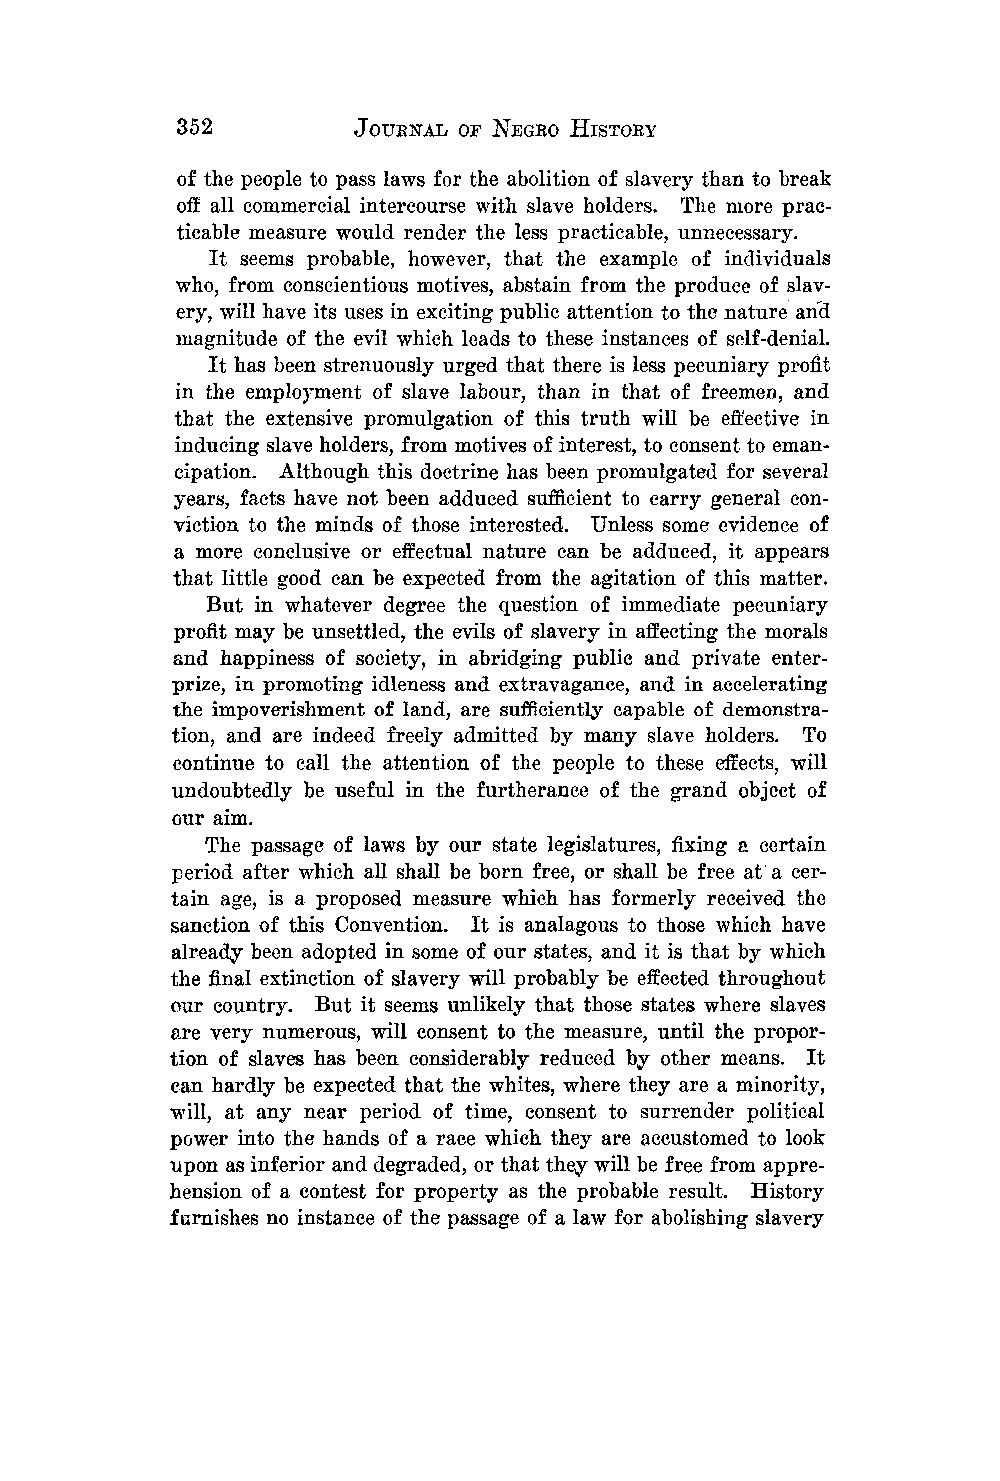 352 JOURNAL OF NEGRO HISTORY
of the people to pass laws for the abolition of slavery than to break
off all commercial intercourse with slave holders. The more prac-
ticable measure would render the less practicable, unnecessary.
It seems probable, however, that the example of individuals
who, from conscientious motives, abstain from the produce of slav-
ery, will have its uses in exciting public attention to the nature and
magnitude of the evil which leads to these instances of self-denial.
It has been strenuously urged that there is less pecuniary profit
in the employment of slave labour, than in that of freemen, and
that the extensive promulgation of this truth will be effective in
inducing slave holders, from motives of interest, to consent to eman-
cipation. Although this doctrine has been promulgated for several
years, facts have not been adduced sufficient to carry general con-
viction to the minds of those interested. Unless some evidence of
a more conclusive or effectual nature can be adduced, it appears
that little good can be expected from the agitation of this matter.
But in whatever degree the question of immediate pecuniary
profit may be unsettled, the evils of slavery in affecting the morals
and happiness of society, in abridging public and private enter-
prize, in promoting idleness and extravagance, and in accelerating
the impoverishment of land, are sufficiently capable of demonstra-
tion, and are indeed freely admitted by many slave holders. To
continue to call the attention of the people to these effects, will
undoubtedly be useful in the furtherance of the grand object of
our aim.
The passage of laws by our state legislatures, fixing a certain
period after which all shall be born free, or shall be free at a cer-
tain age, is a proposed measure which has formerly received the
sanction of this Convention. It is analagous to those which have
already been adopted in some of our states, and it is that by which
the final extinction of slavery will probably be effected throughout
our country. But it seems unlikely that those states where slaves
are very numerous, will consent to the measure, until the propor-
tion of slaves has been considerably reduced by other means. It
can hardly be expected that the whites, where they are a minority,
will, at any near period of time, consent to surrender political
power into the hands of a race which they are accustomed to look
upon as inferior and degraded, or that they will be free from appre-
hension of a contest for property as the probable result. History
furnishes no instance of the passage of a law for abolishing slavery